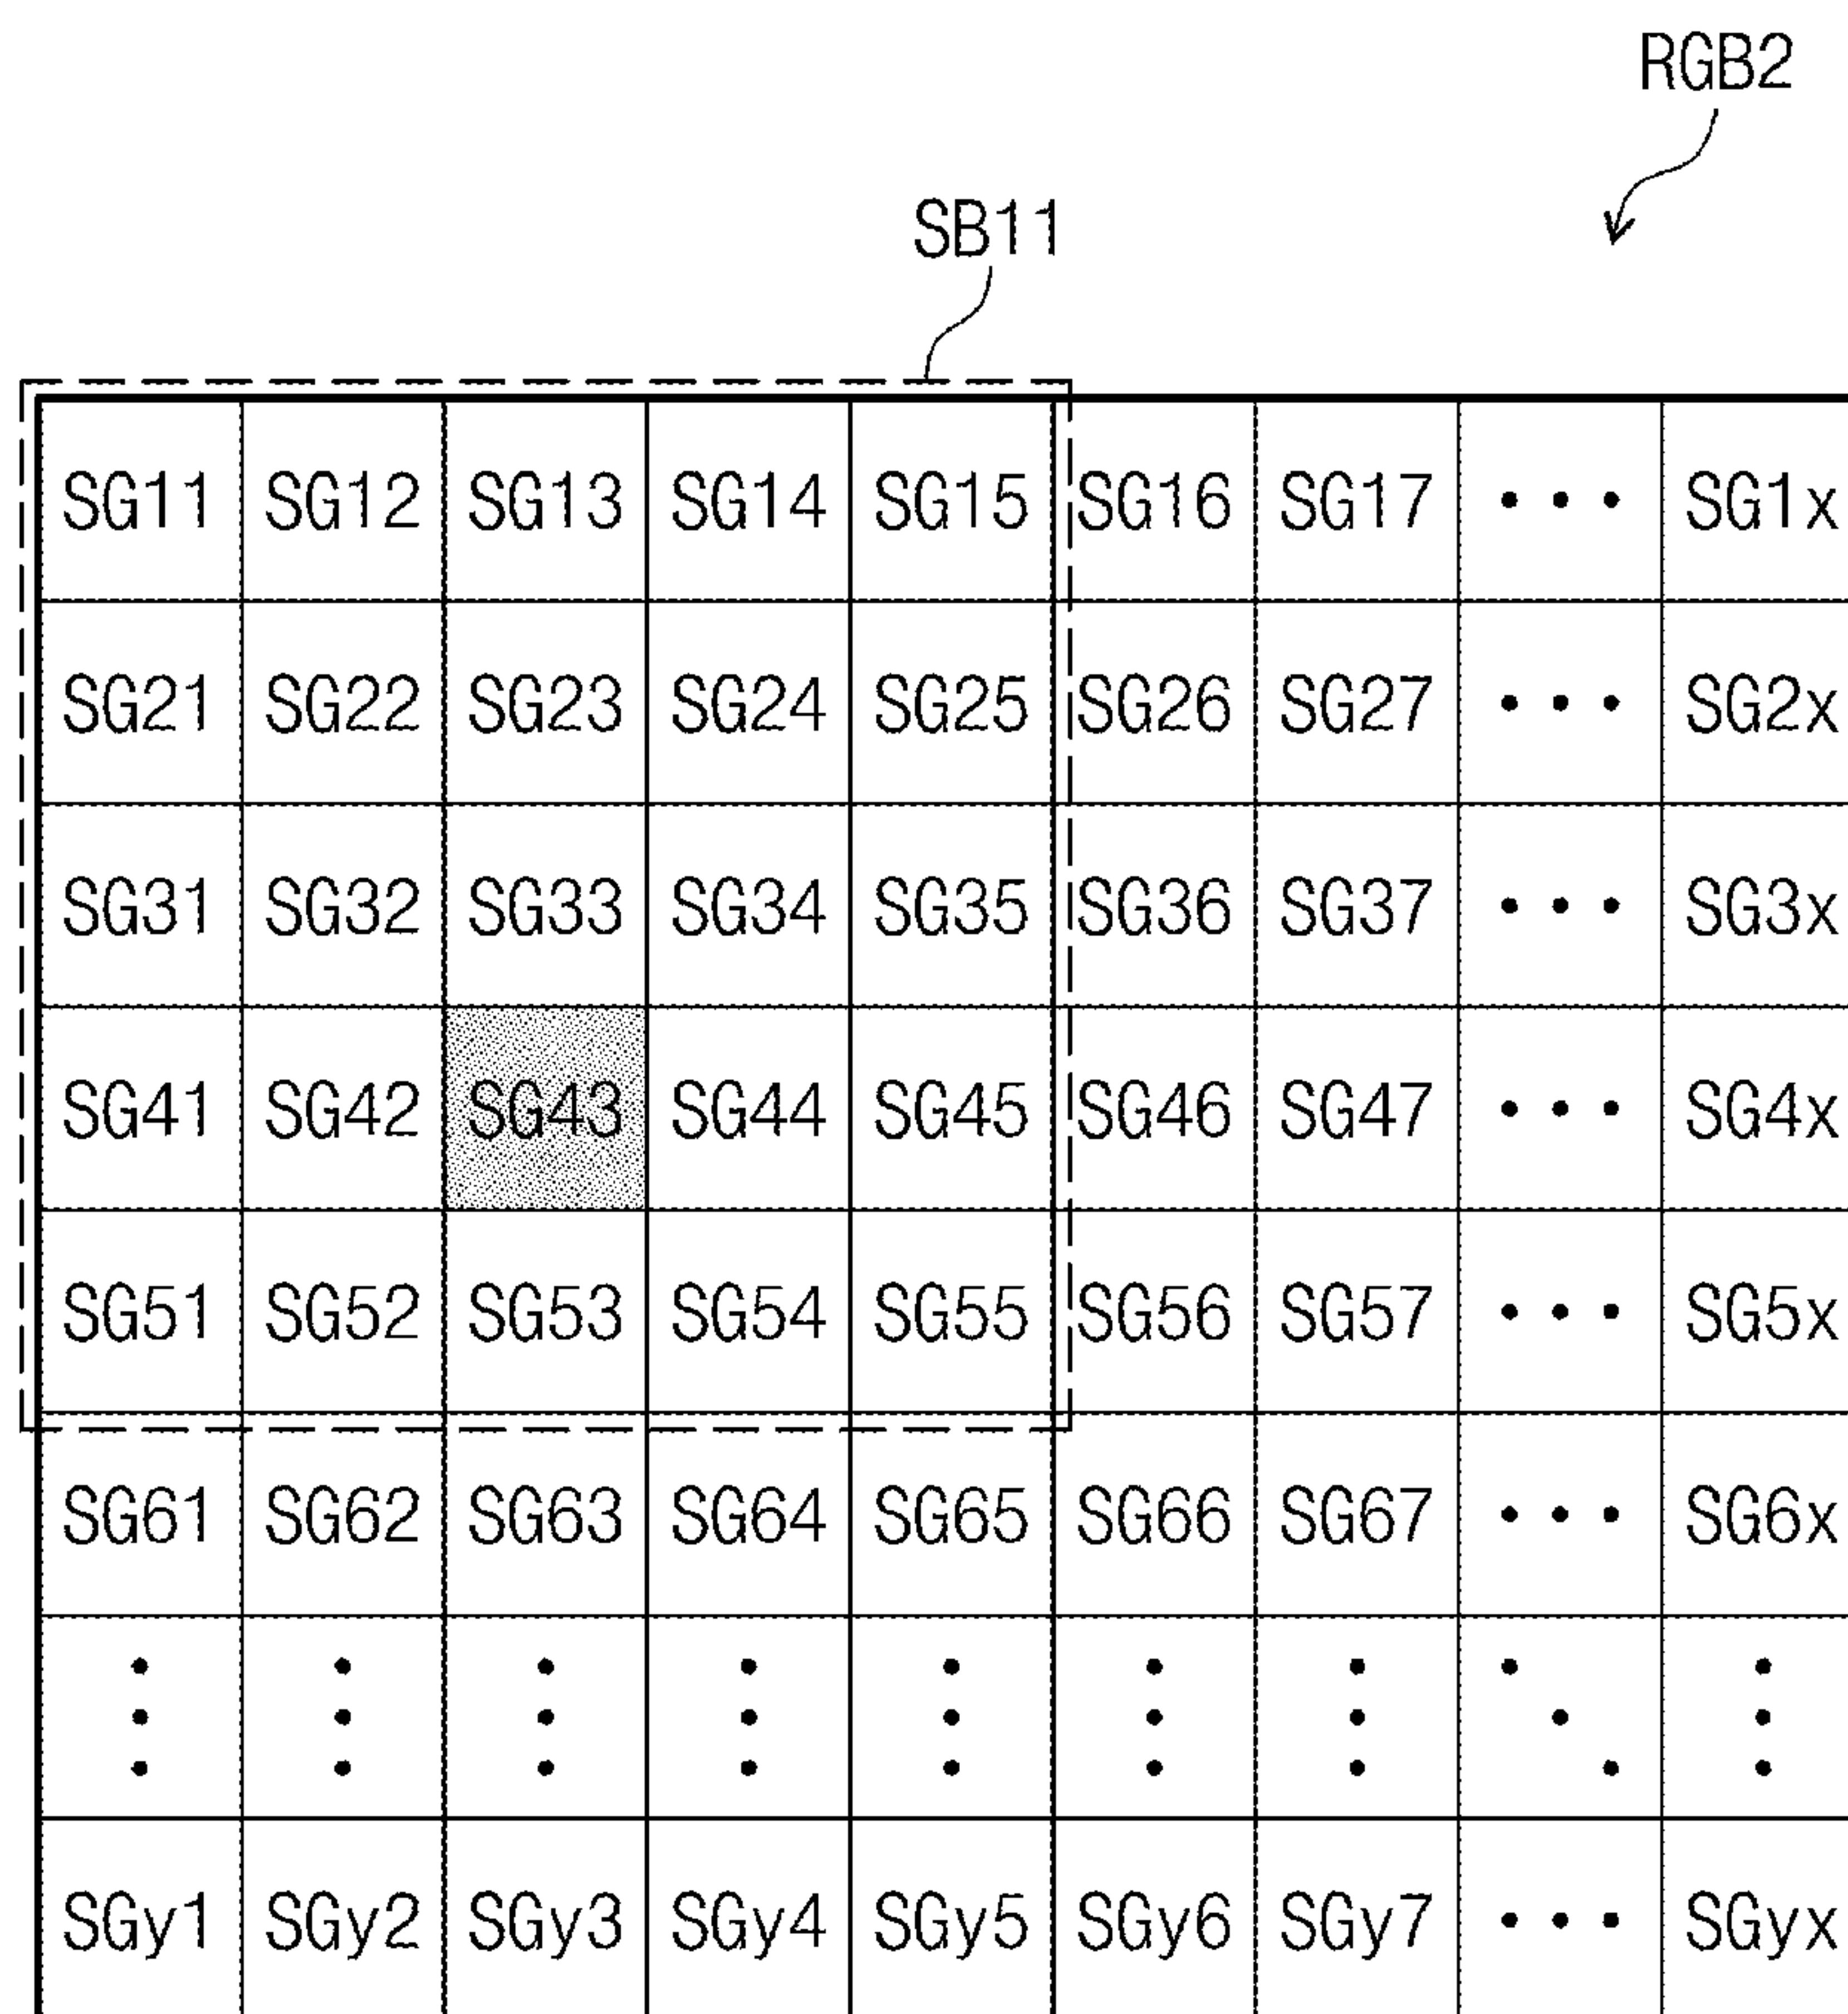 RGB2
SB11
SG11 SG12 SG13 SG14 SG15 SG16 SG17 • • • SG1x
SG21 SG22 SG23 SG24 SG25 SG26 SG27 • • • SG2x
SG31 SG32 SG33 SG34 SG35 SG36 SG37 • • • SG3x
SG41 SG42 SG43 SG44 SG45 SG46 SG47 • • • SG4x
SG51 SG52 SG53 SG54 SG55 SG56 SG57 • • • SG5x
SG61 SG62 SG63 SG64 SG65 SG66 SG67 • • • SG6x
SGy1 SGy2 SGy3 SGy4 SGy5 SGy6 SGy7 • • • SGyx